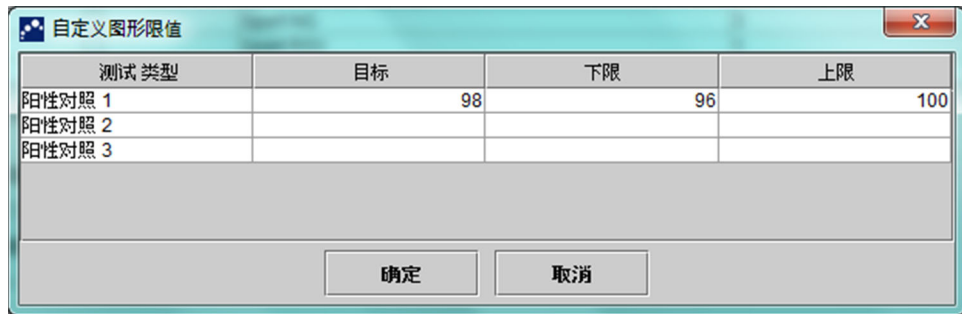 自定义图形限值
测试 类型 目标 下限 上限
阳性对照 1 98 96 100
阳性对照 2
阳性对照 3
确定 取消